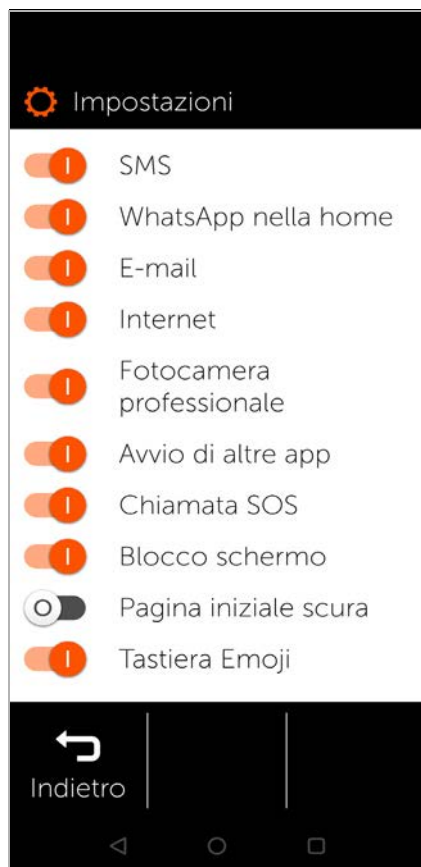 Impostazioni
SMS
WhatsApp nella home
E-mail
Internet
Fotocamera
professionale
Avvio di altre app
Chiamata SOS
Blocco schermo
Pagina iniziale scura
Tastiera Emoji
Indietro